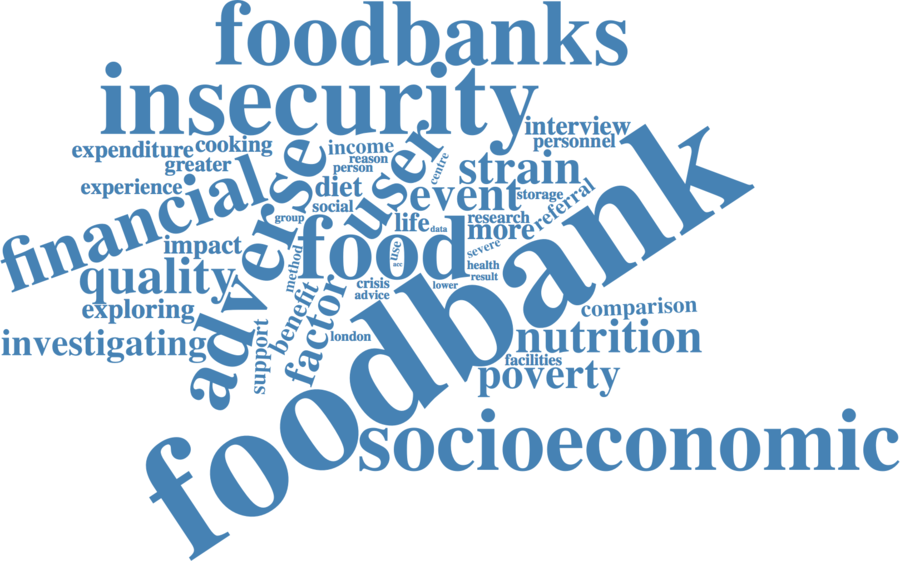 foodbanks
insecurity
interview
personnel
expenditure
cooking
income
greater
reason
person
centre
strain
experience
adverse
user
diet
event
storage
financial
social
group
life
data
research
more
referral
foodbank
impact
food
use
acc
severe
method
quality
health
result
crisis
advice
lower
exploring
benefit
factor
comparison
investigating
support
london
nutrition
facilities
poverty
socioeconomic